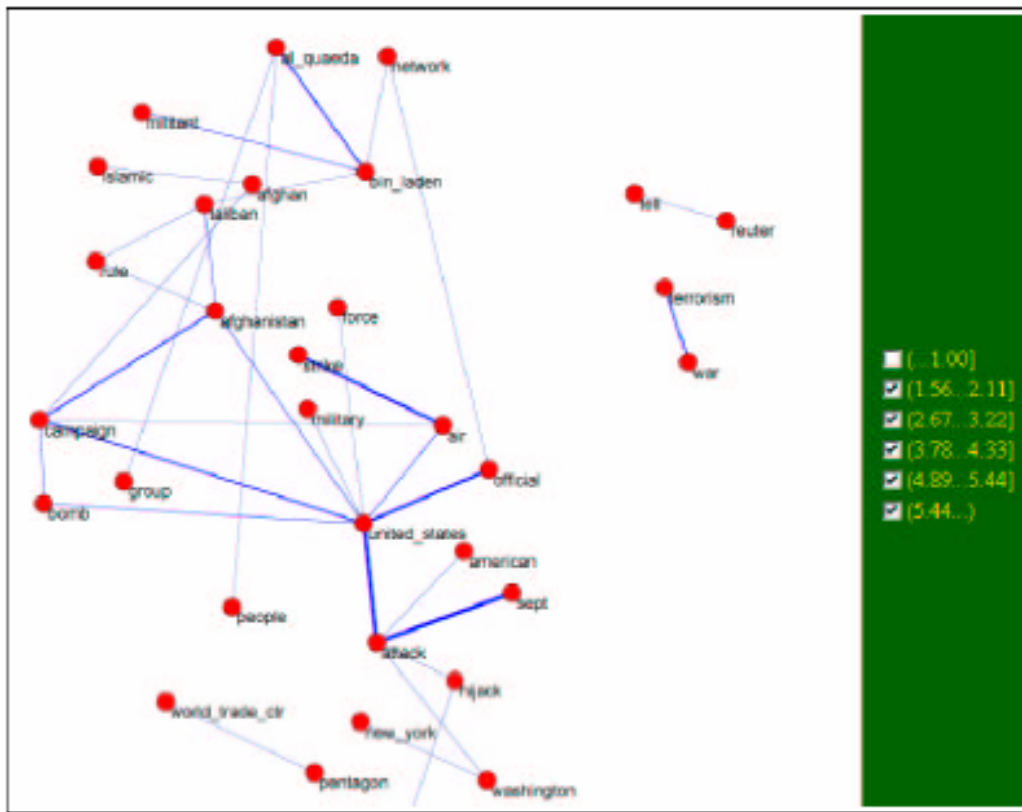 al_quaeda
network
militant
islamic
afghan
bin_laden
taliban
tell
reuter
rule
terrorism
afghanistan
force
strike
war
military
campaign
air
official
group
bomb
united_states
american
sept
people
attack
hijack
world_trade_ctr
new_york
pentagon
washington
(...1.00]
(1.56...2.11]
(2.67...3.22]
(3.78...4.33]
(4.89...5.44]
(5.44...)